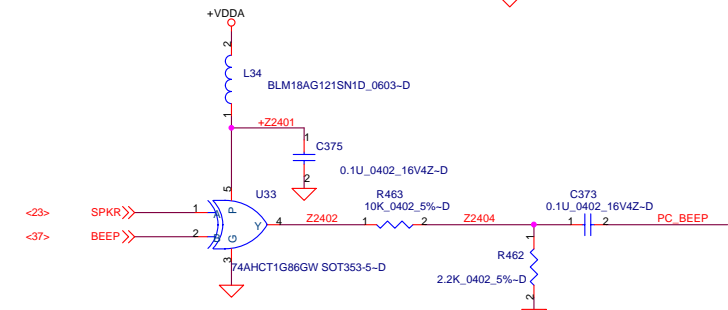 +VDDA
2
L34
BLM18AG121SN1D_0603~D
1
+Z2401
1
C375
2
0.1U_0402_16V4Z~D
5
U33
P
<23> SPKR 1 A
Y 4 Z2402
<37> BEEP 2 B
G
3
74AHCT1G86GW SOT353-5~D
R463
10K_0402_5%~D
1 2 Z2404
C373
0.1U_0402_16V4Z~D
1 2 PC_BEEP
1
R462
2.2K_0402_5%~D
2